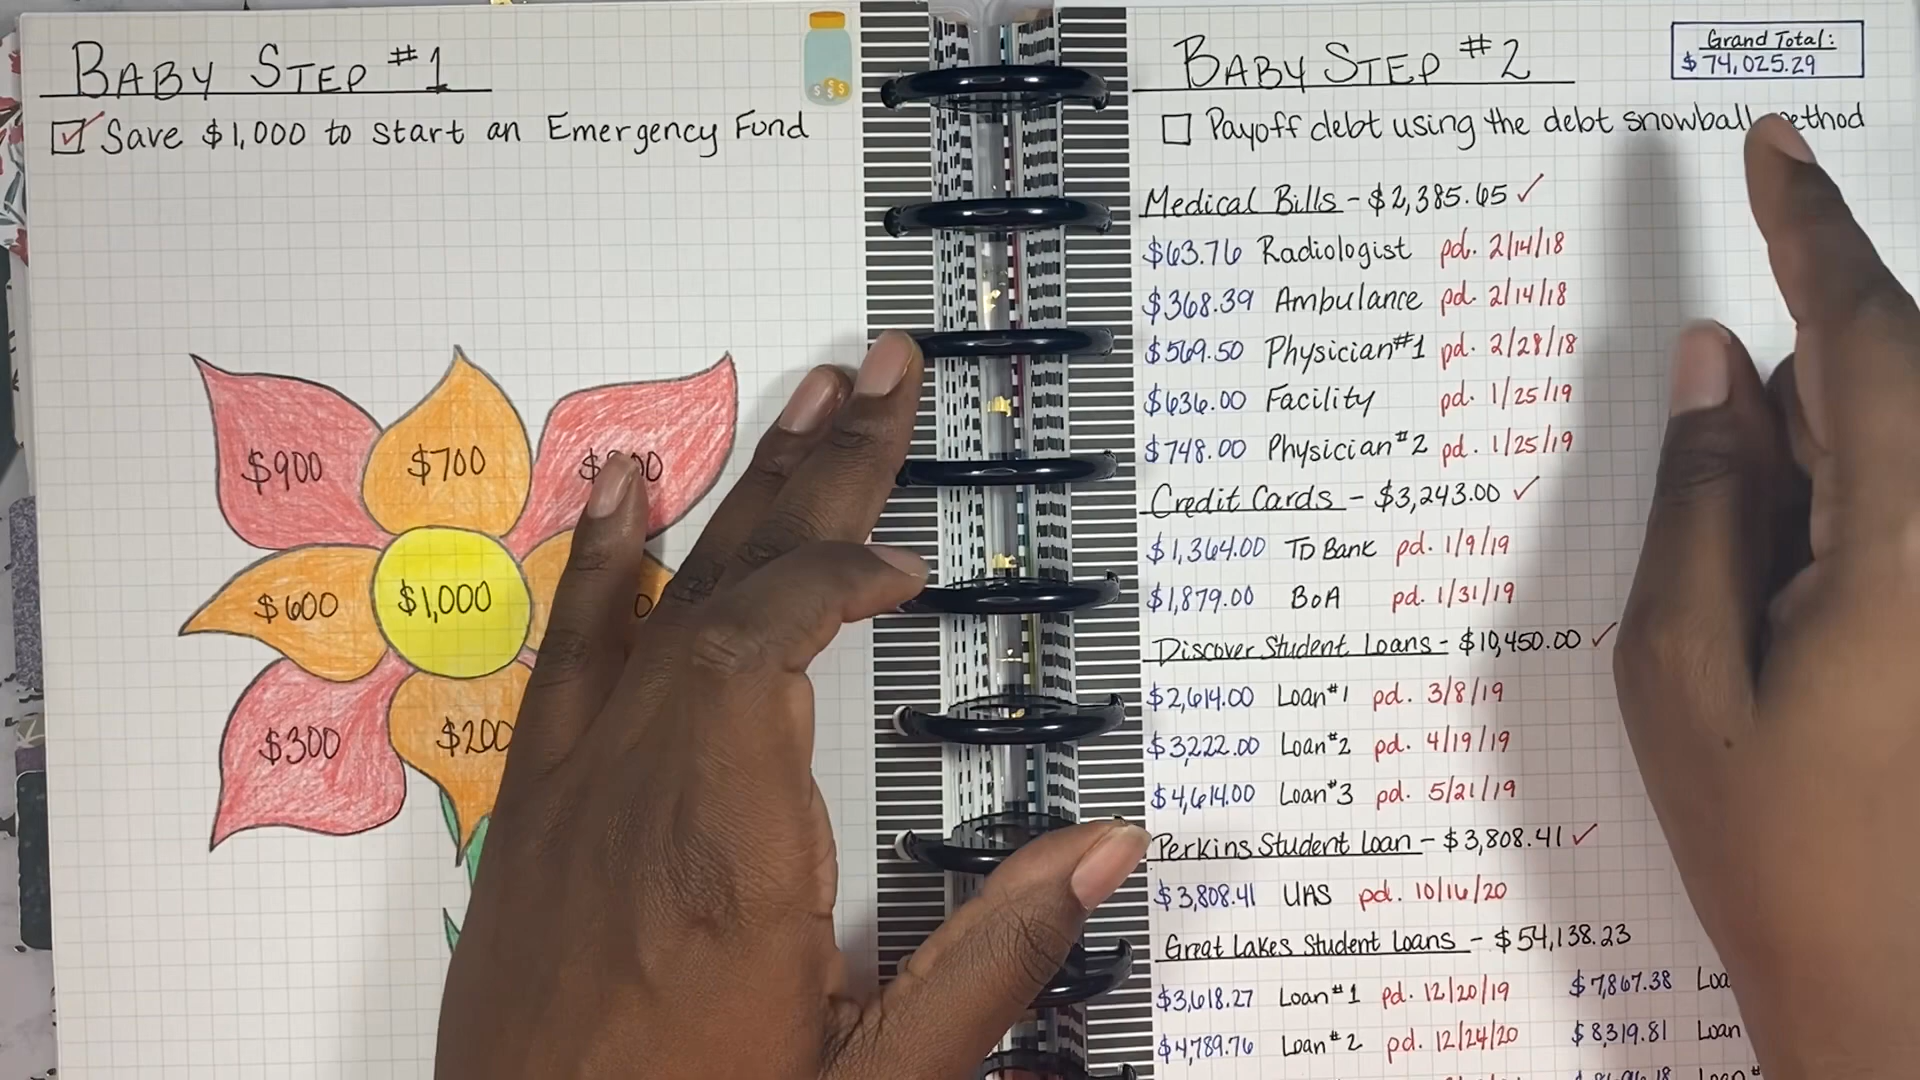 BABY STEP #1
Save $1,000 to start an Emergency Fund
$900
$700
$600
$1,000
$300
$200
BABY STEP #2
Grand Total:
$74,025.29
Payoff debt using the debt snowball method
Medical Bills - $2,385.65 ✓
$63.76 Radiologist pd. 2/14/18
$368.39 Ambulance pd. 2/14/18
$569.50 Physician #1 pd. 2/28/18
$636.00 Facility pd. 1/25/19
$748.00 Physician #2 pd. 1/25/19
Credit Cards - $3,243.00 ✓
$1,364.00 TD Bank pd. 1/9/19
$1,879.00 BoA pd. 1/31/19
Discover Student Loans - $10,450.00 ✓
$2,614.00 Loan #1 pd. 3/8/19
$3,222.00 Loan #2 pd. 4/19/19
$4,614.00 Loan #3 pd. 5/21/19
Perkins Student Loan - $3,808.41 ✓
$3,808.41 UAS pd. 10/16/20
Great Lakes Student Loans - $54,138.23
$3,618.27 Loan #1 pd. 12/20/19 $7,867.38 Loa
$4,789.76 Loan #2 pd. 12/24/20 $8,319.81 Loan